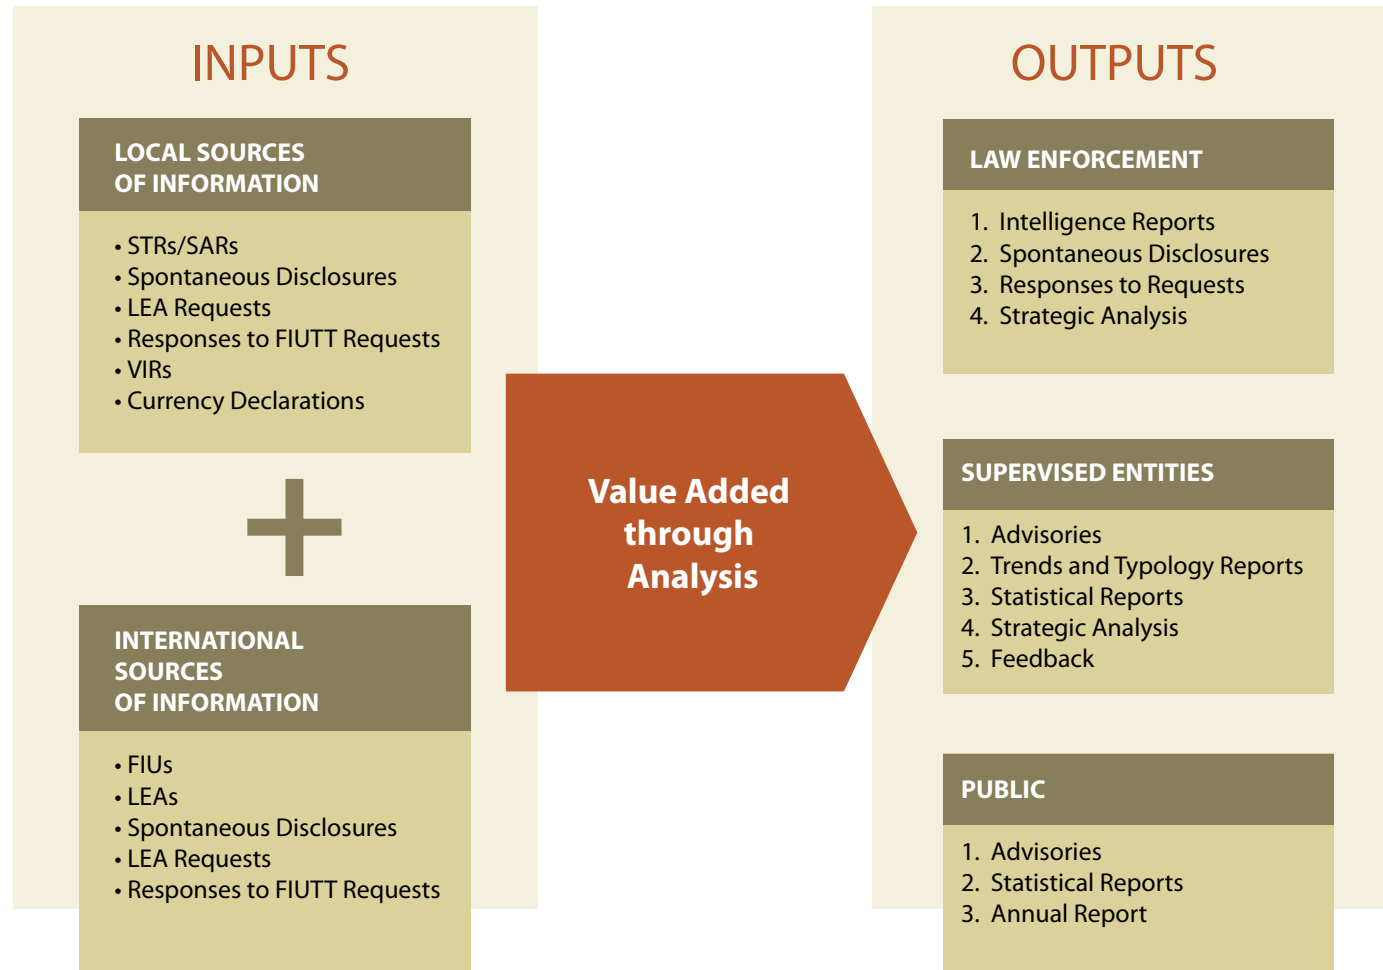 INPUTS
LOCAL SOURCES
OF INFORMATION
• STRs/SARs
• Spontaneous Disclosures
• LEA Requests
• Responses to FIUTT Requests
• VIRs
• Currency Declarations
+
INTERNATIONAL
SOURCES
OF INFORMATION
• FIUs
• LEAs
• Spontaneous Disclosures
• LEA Requests
• Responses to FIUTT Requests
Value Added
through
Analysis
OUTPUTS
LAW ENFORCEMENT
1. Intelligence Reports
2. Spontaneous Disclosures
3. Responses to Requests
4. Strategic Analysis
SUPERVISED ENTITIES
1. Advisories
2. Trends and Typology Reports
3. Statistical Reports
4. Strategic Analysis
5. Feedback
PUBLIC
1. Advisories
2. Statistical Reports
3. Annual Report